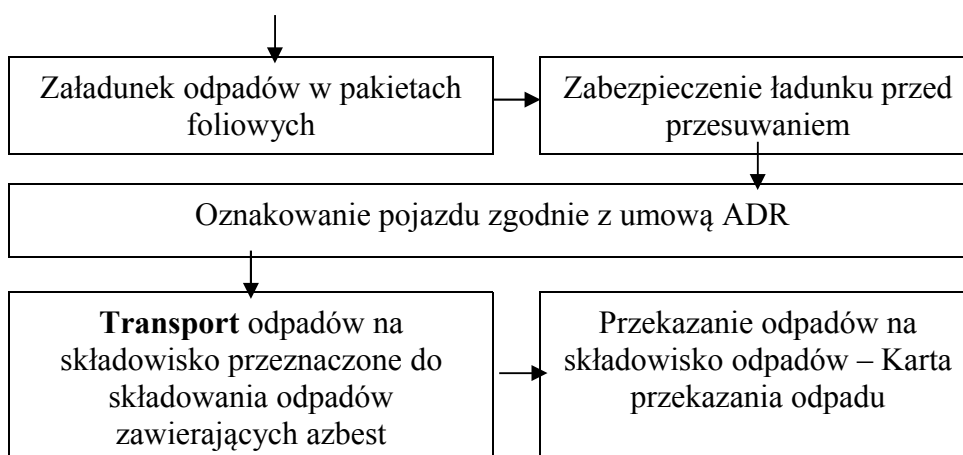 Załadunek odpadów w pakietach
foliowych
Zabezpieczenie ładunku przed
przesuwaniem
Oznakowanie pojazdu zgodnie z umową ADR
Transport odpadów na
składowisko przeznaczone do
składowania odpadów
zawierających azbest
Przekazanie odpadów na
składowisko odpadów – Karta
przekazania odpadu